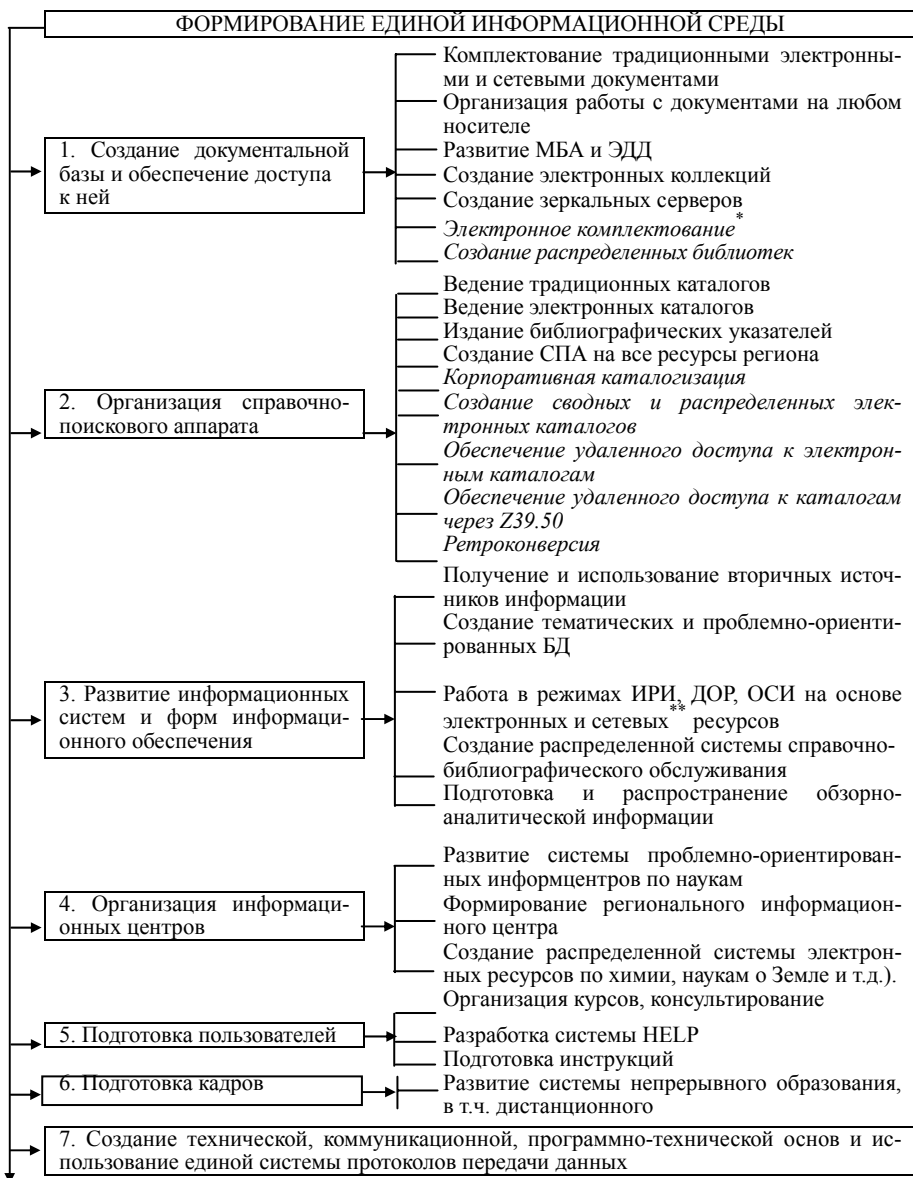 ФОРМИРОВАНИЕ ЕДИНОЙ ИНФОРМАЦИОННОЙ СРЕДЫ
1. Создание документальной
базы и обеспечение доступа
к ней
Комплектование традиционными электронны-
ми и сетевыми документами
Организация работы с документами на любом
носителе
Развитие МБА и ЭДД
Создание электронных коллекций
Создание зеркальных серверов
Электронное комплектование*
Создание распределенных библиотек
2. Организация справочно-
поискового аппарата
Ведение традиционных каталогов
Ведение электронных каталогов
Издание библиографических указателей
Создание СПА на все ресурсы региона
Корпоративная каталогизация
Создание сводных и распределенных элек-
тронных каталогов
Обеспечение удаленного доступа к электрон-
ным каталогам
Обеспечение удаленного доступа к каталогам
через Z39.50
Ретроконверсия
3. Развитие информационных
систем и форм информаци-
онного обеспечения
Получение и использование вторичных источ-
ников информации
Создание тематических и проблемно-ориенти-
рованных БД
Работа в режимах ИРИ, ДОР, ОСИ на основе
электронных и сетевых** ресурсов
Создание распределенной системы справочно-
библиографического обслуживания
Подготовка и распространение обзорно-
аналитической информации
4. Организация информаци-
онных центров
Развитие системы проблемно-ориентирован-
ных информцентров по наукам
Формирование регионального информацион-
ного центра
Создание распределенной системы электрон-
ных ресурсов по химии, наукам о Земле и т.д.).
5. Подготовка пользователей
Организация курсов, консультирование
Разработка системы HELP
Подготовка инструкций
6. Подготовка кадров
Развитие системы непрерывного образования,
в т.ч. дистанционного
7. Создание технической, коммуникационной, программно-технической основ и ис-
пользование единой системы протоколов передачи данных